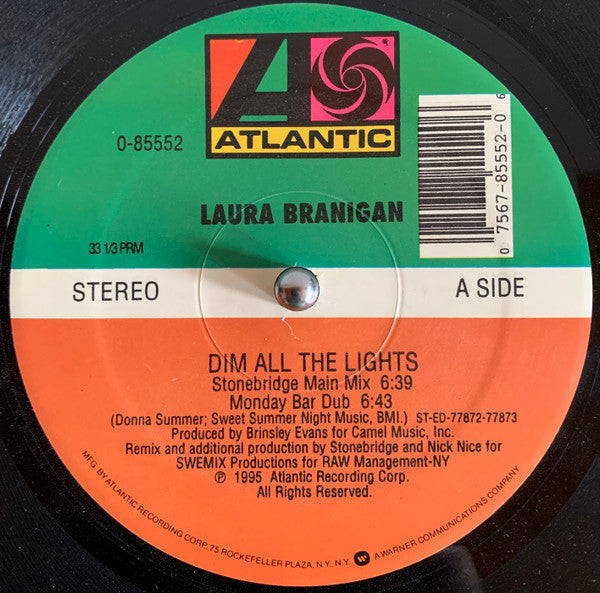 ATLANTIC
0-85552
0 7567-85552-0 6
LAURA BRANIGAN
33 1/3 PRM
STEREO
A SIDE
DIM ALL THE LIGHTS
Stonebridge Main Mix 6:39
Monday Bar Dub 6:43
(Donna Summer; Sweet Summer Night Music, BMI.) ST-ED-77872-77873
Produced by Brinsley Evans for Camel Music, Inc.
Remix and additional production by Stonebridge and Nick Nice for
SWEMIX Productions for RAW Management-NY
℗ 1995 Atlantic Recording Corp.
All Rights Reserved.
MFG. BY ATLANTIC RECORDING CORP. 75 ROCKEFELLER PLAZA, N.Y., N.Y. A WARNER COMMUNICATIONS COMPANY